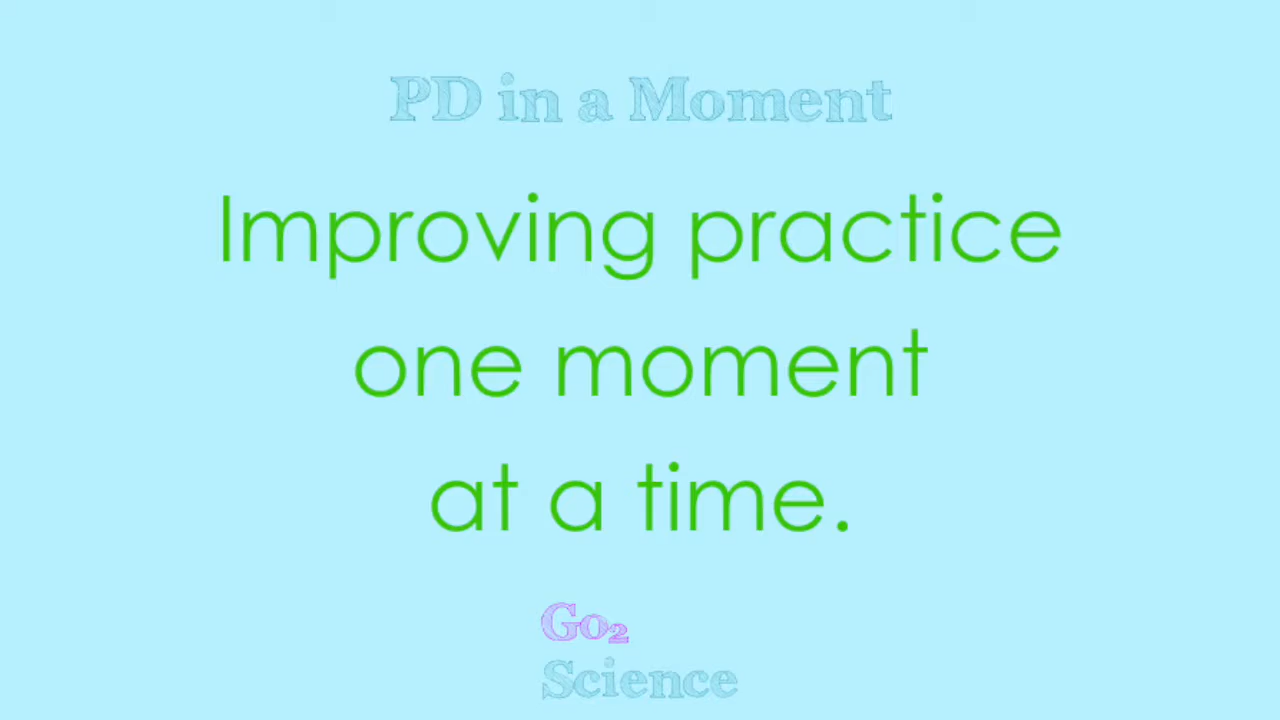 PD in a Moment
Improving practice
one moment
at a time.
Go₂
Science